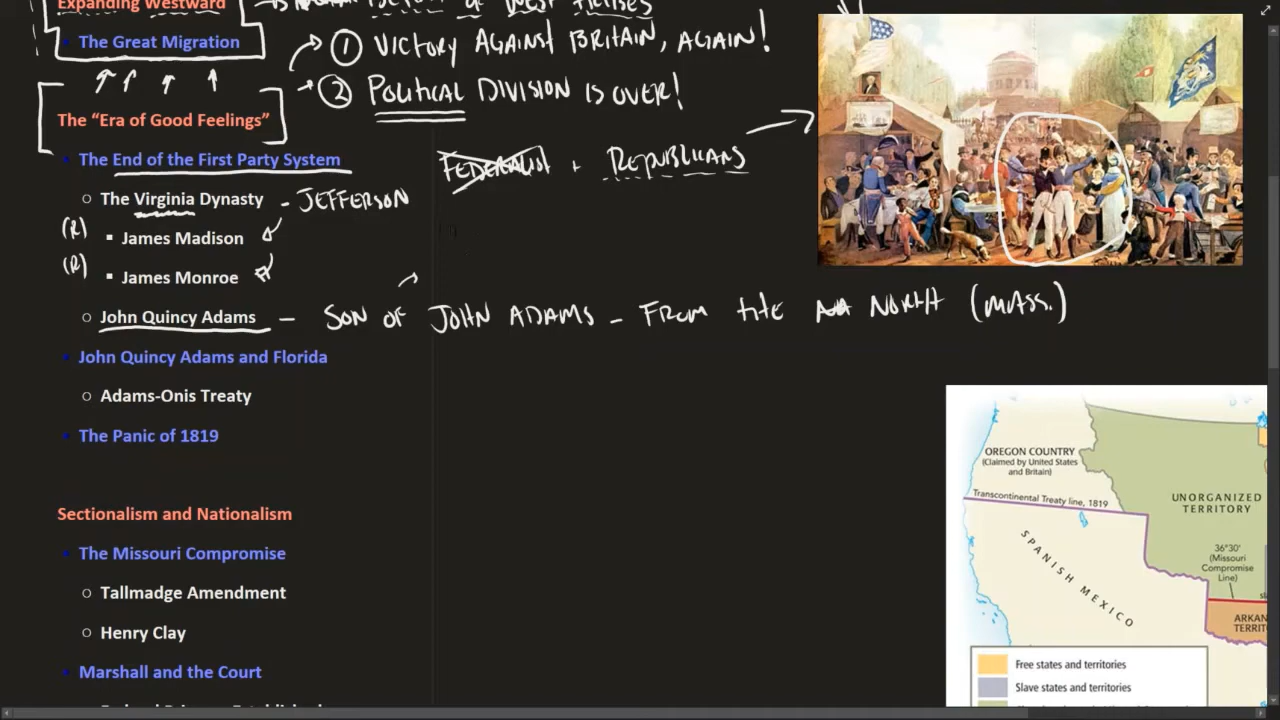 Expanding Westward
WEST
The Great Migration
① VICTORY AGAINST BRITAIN, AGAIN!
② POLITICAL DIVISION IS OVER!
The “Era of Good Feelings”
The End of the First Party System
FEDERALIST + REPUBLICANS
The Virginia Dynasty - JEFFERSON
(R) James Madison
(R) James Monroe
John Quincy Adams - SON OF JOHN ADAMS - FROM THE NORTH (MASS.)
John Quincy Adams and Florida
Adams-Onis Treaty
The Panic of 1819
Sectionalism and Nationalism
The Missouri Compromise
Tallmadge Amendment
Henry Clay
Marshall and the Court
OREGON COUNTRY
(Claimed by United States
and Britain)
Transcontinental Treaty line, 1819
UNORGANIZED
TERRITORY
36°30'
(Missouri
Compromise
Line)
SPANISH MEXICO
ARKAN
TERRIT
Free states and territories
Slave states and territories